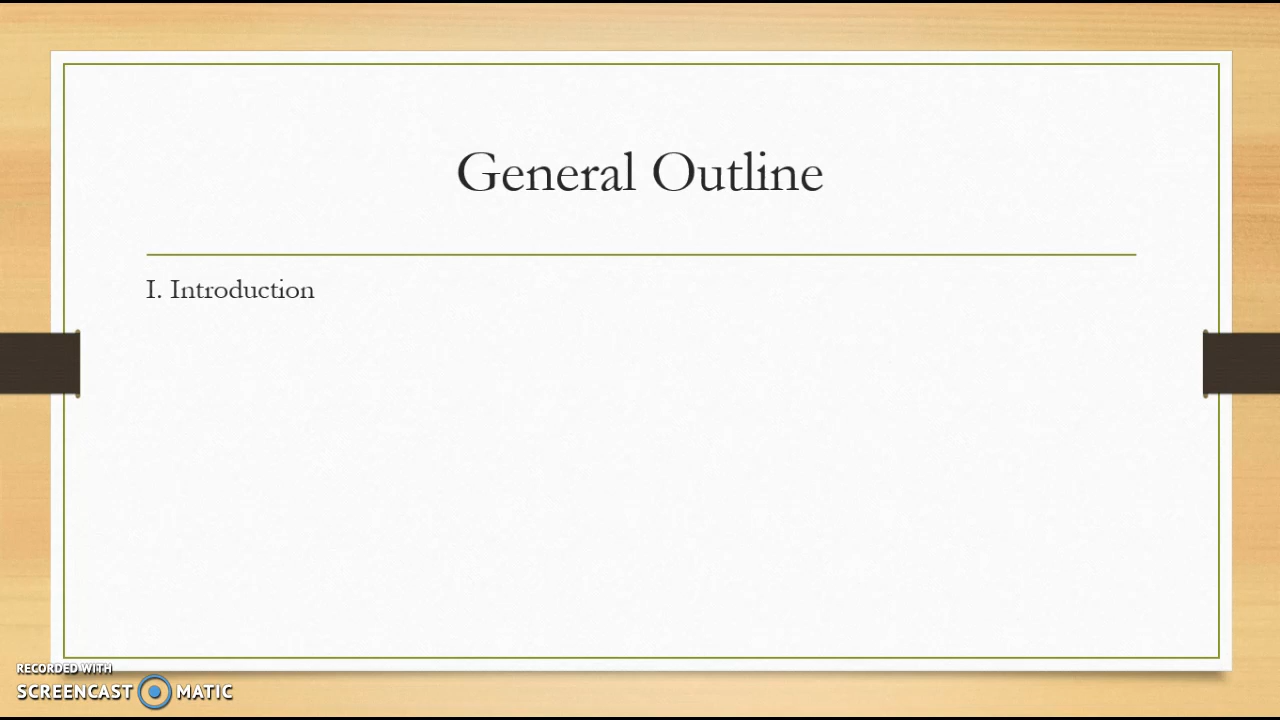 General Outline
I. Introduction
RECORDED WITH
SCREENCAST MATIC